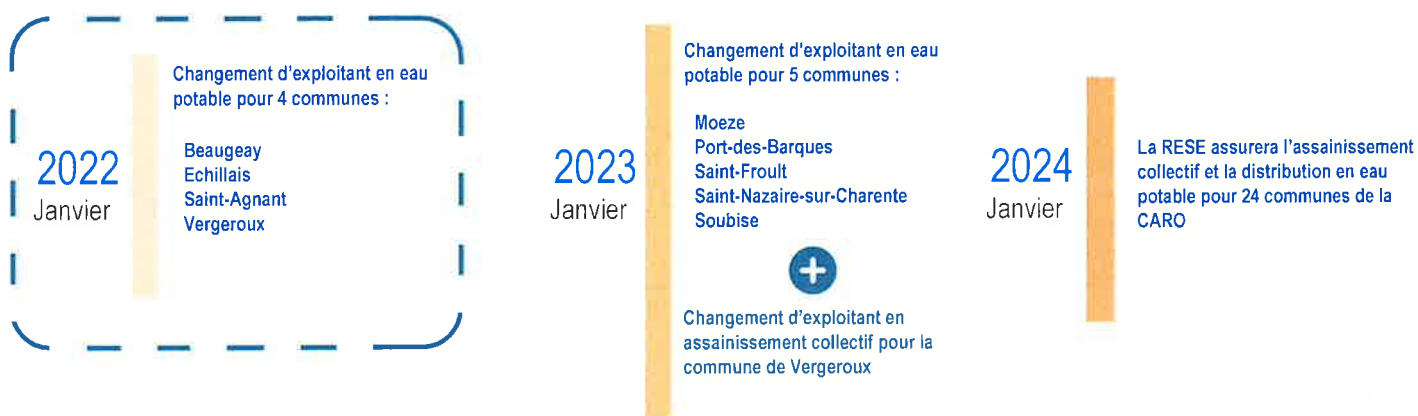 2022
Janvier
Changement d'exploitant en eau
potable pour 4 communes :
Beaugeay
Echillais
Saint-Agnant
Vergeroux
2023
Janvier
Changement d'exploitant en eau
potable pour 5 communes :
Moeze
Port-des-Barques
Saint-Froult
Saint-Nazaire-sur-Charente
Soubise
Changement d'exploitant en
assainissement collectif pour la
commune de Vergeroux
2024
Janvier
La RESE assurera l'assainissement
collectif et la distribution en eau
potable pour 24 communes de la
CARO